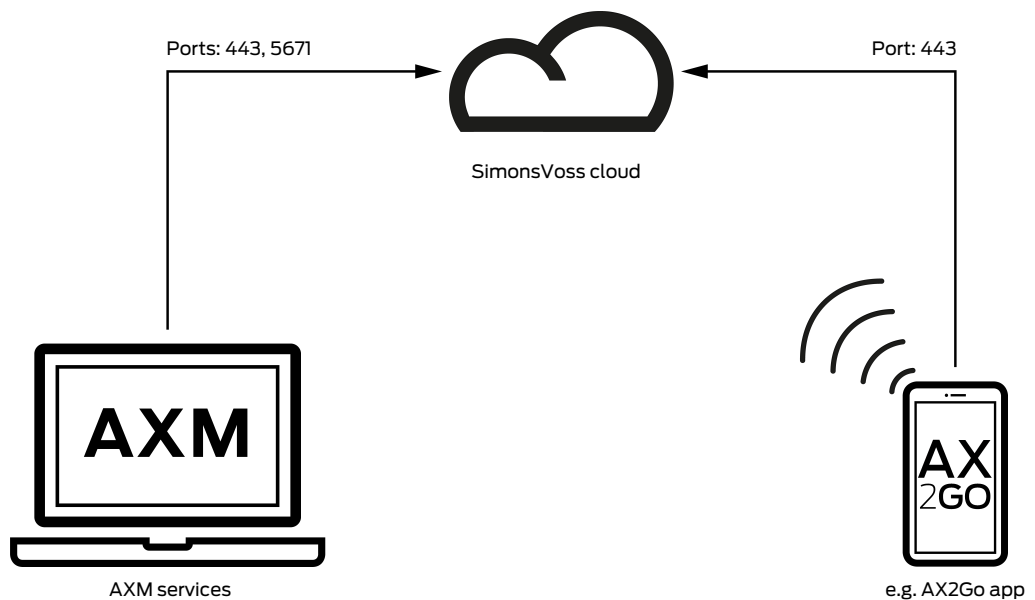 Ports: 443, 5671
Port: 443
SimonsVoss cloud
AXM
AX
2GO
AXM services
e.g. AX2Go app